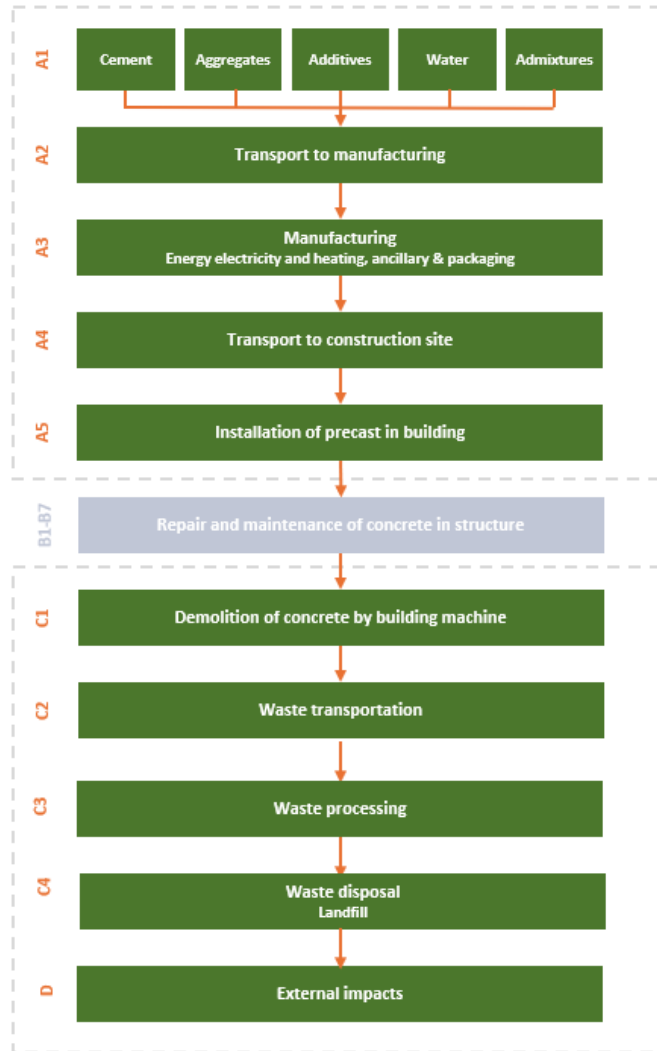 A1
Cement
Aggregates
Additives
Water
Admixtures
A2
Transport to manufacturing
A3
Manufacturing
Energy electricity and heating, ancillary & packaging
A4
Transport to construction site
A5
Installation of precast in building
B1-B7
Repair and maintenance of concrete in structure
C1
Demolition of concrete by building machine
C2
Waste transportation
C3
Waste processing
C4
Waste disposal
Landfill
D
External impacts